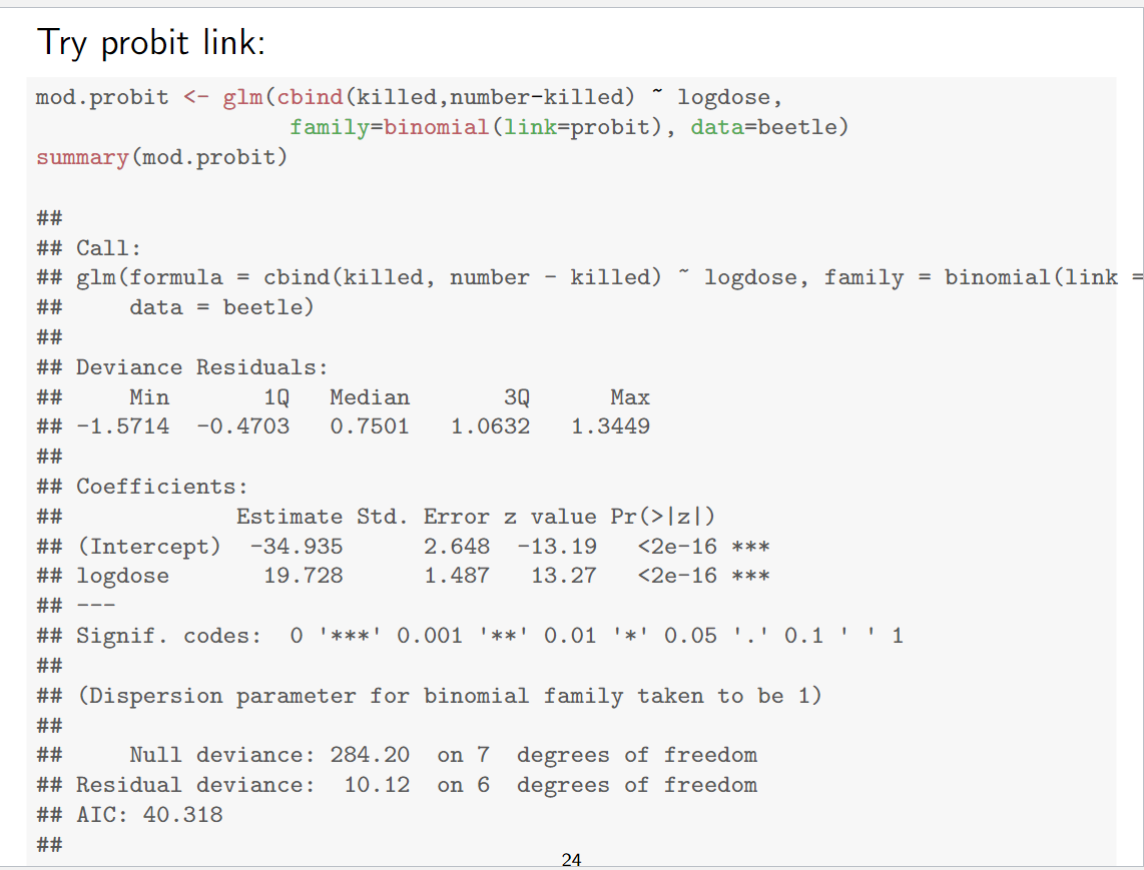 Try probit link:
mod.probit <- glm(cbind(killed,number-killed) ~ logdose,
                   family=binomial(link=probit), data=beetle)
summary(mod.probit)
##
## Call:
## glm(formula = cbind(killed, number - killed) ~ logdose, family = binomial(link =
##     data = beetle)
##
## Deviance Residuals:
##     Min       1Q   Median       3Q      Max
## -1.5714  -0.4703   0.7501   1.0632   1.3449
##
## Coefficients:
##             Estimate Std. Error z value Pr(>|z|)
## (Intercept)  -34.935      2.648  -13.19   <2e-16 ***
## logdose       19.728      1.487   13.27   <2e-16 ***
## ---
## Signif. codes:  0 '***' 0.001 '**' 0.01 '*' 0.05 '.' 0.1 ' ' 1
##
## (Dispersion parameter for binomial family taken to be 1)
##
##     Null deviance: 284.20  on 7  degrees of freedom
## Residual deviance:  10.12  on 6  degrees of freedom
## AIC: 40.318
##
24